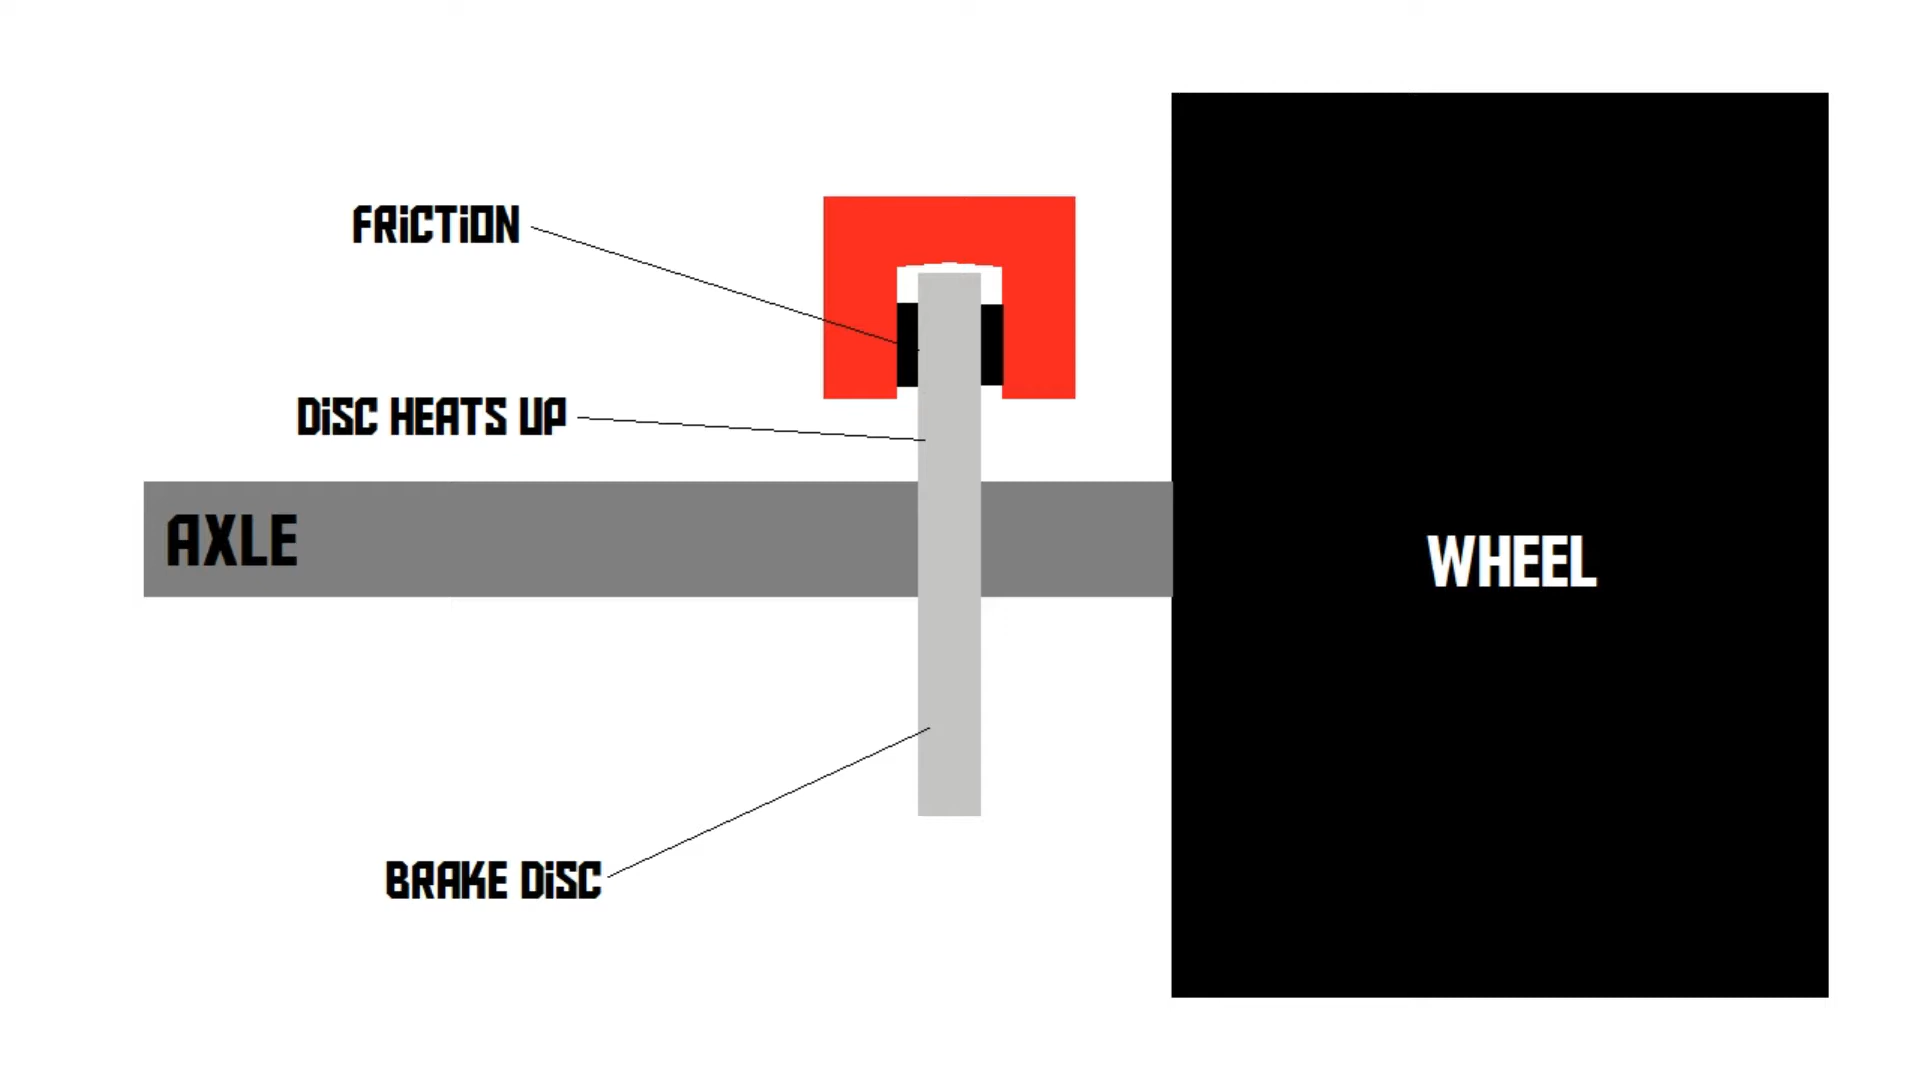 FRiCTiON
DiSC HEATS UP
AXLE
WHEEL
BRAKE DiSC